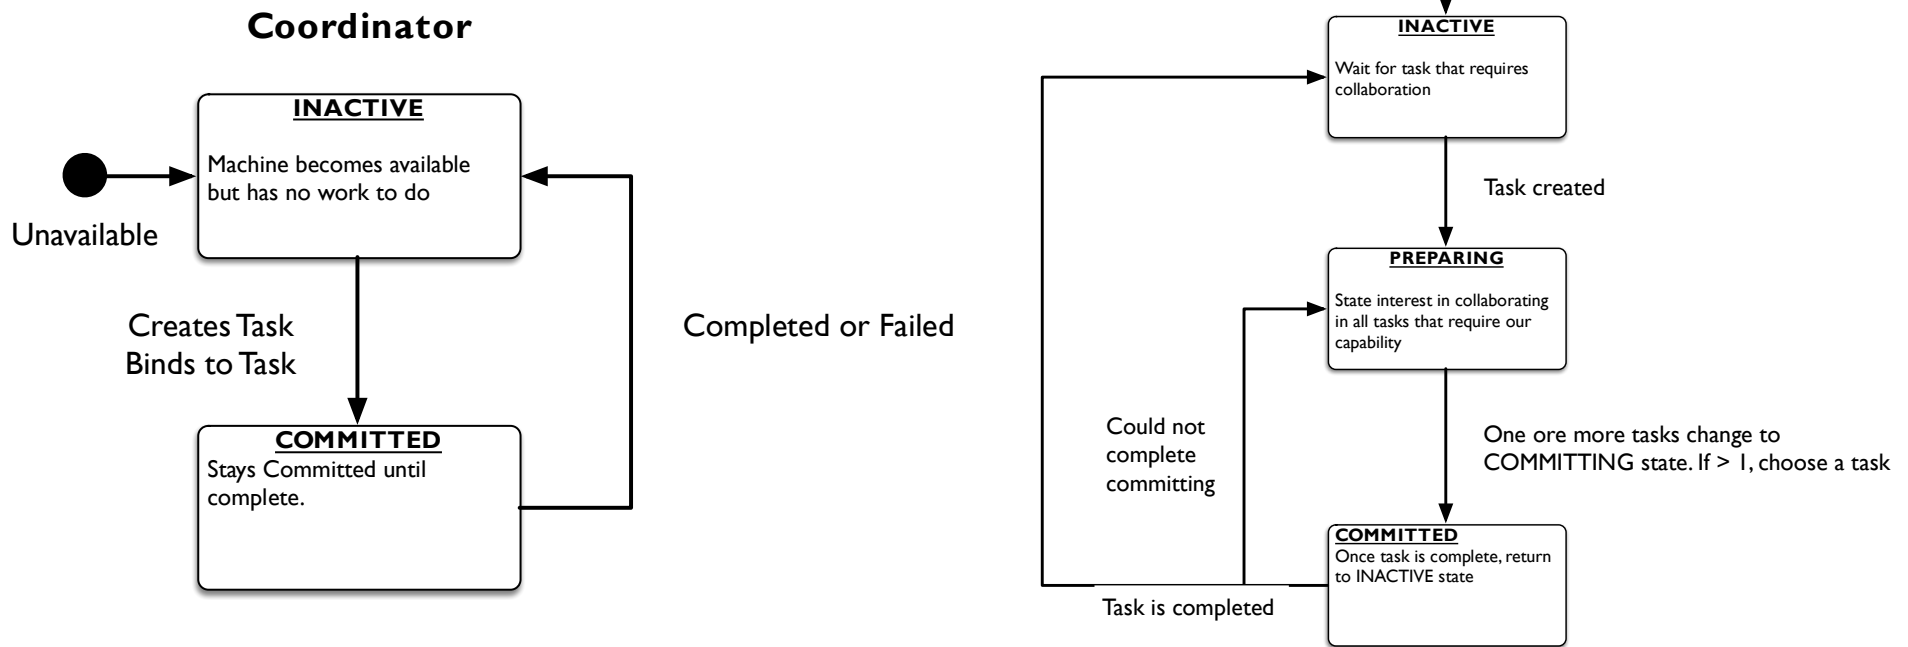 Coordinator
INACTIVE
Machine becomes available
but has no work to do
Unavailable
Creates Task
Binds to Task
Completed or Failed
COMMITTED
Stays Committed until
complete.
INACTIVE
Wait for task that requires
collaboration
Task created
PREPARING
State interest in collaborating
in all tasks that require our
capability
Could not
complete
committing
One ore more tasks change to
COMMITTING state. If > 1, choose a task
COMMITTED
Once task is complete, return
to INACTIVE state
Task is completed